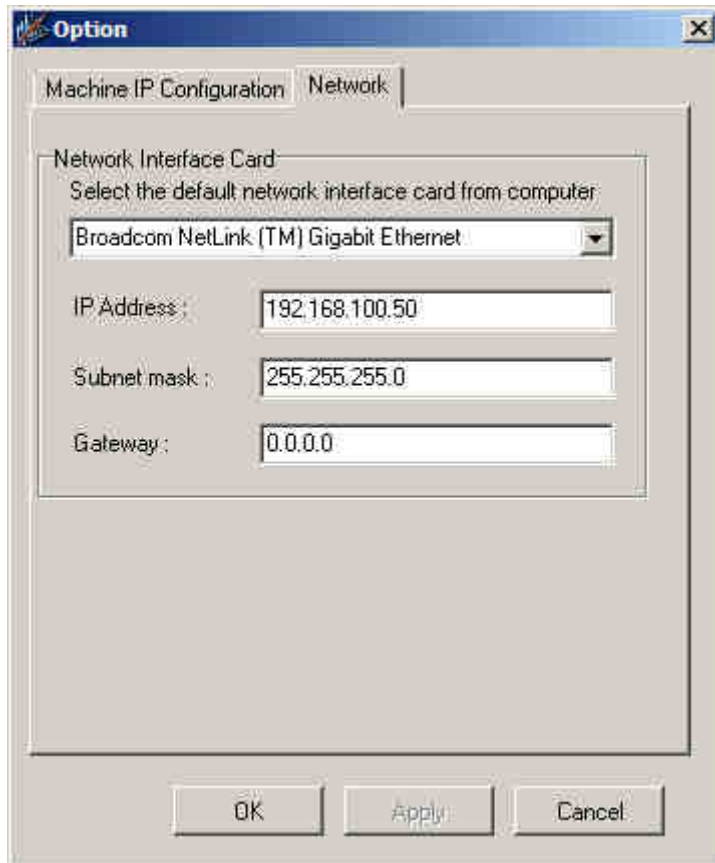 Option
Machine IP Configuration
Network
Network Interface Card
Select the default network interface card from computer
Broadcom NetLink (TM) Gigabit Ethernet
IP Address :
192.168.100.50
Subnet mask :
255.255.255.0
Gateway :
0.0.0.0
OK
Apply
Cancel